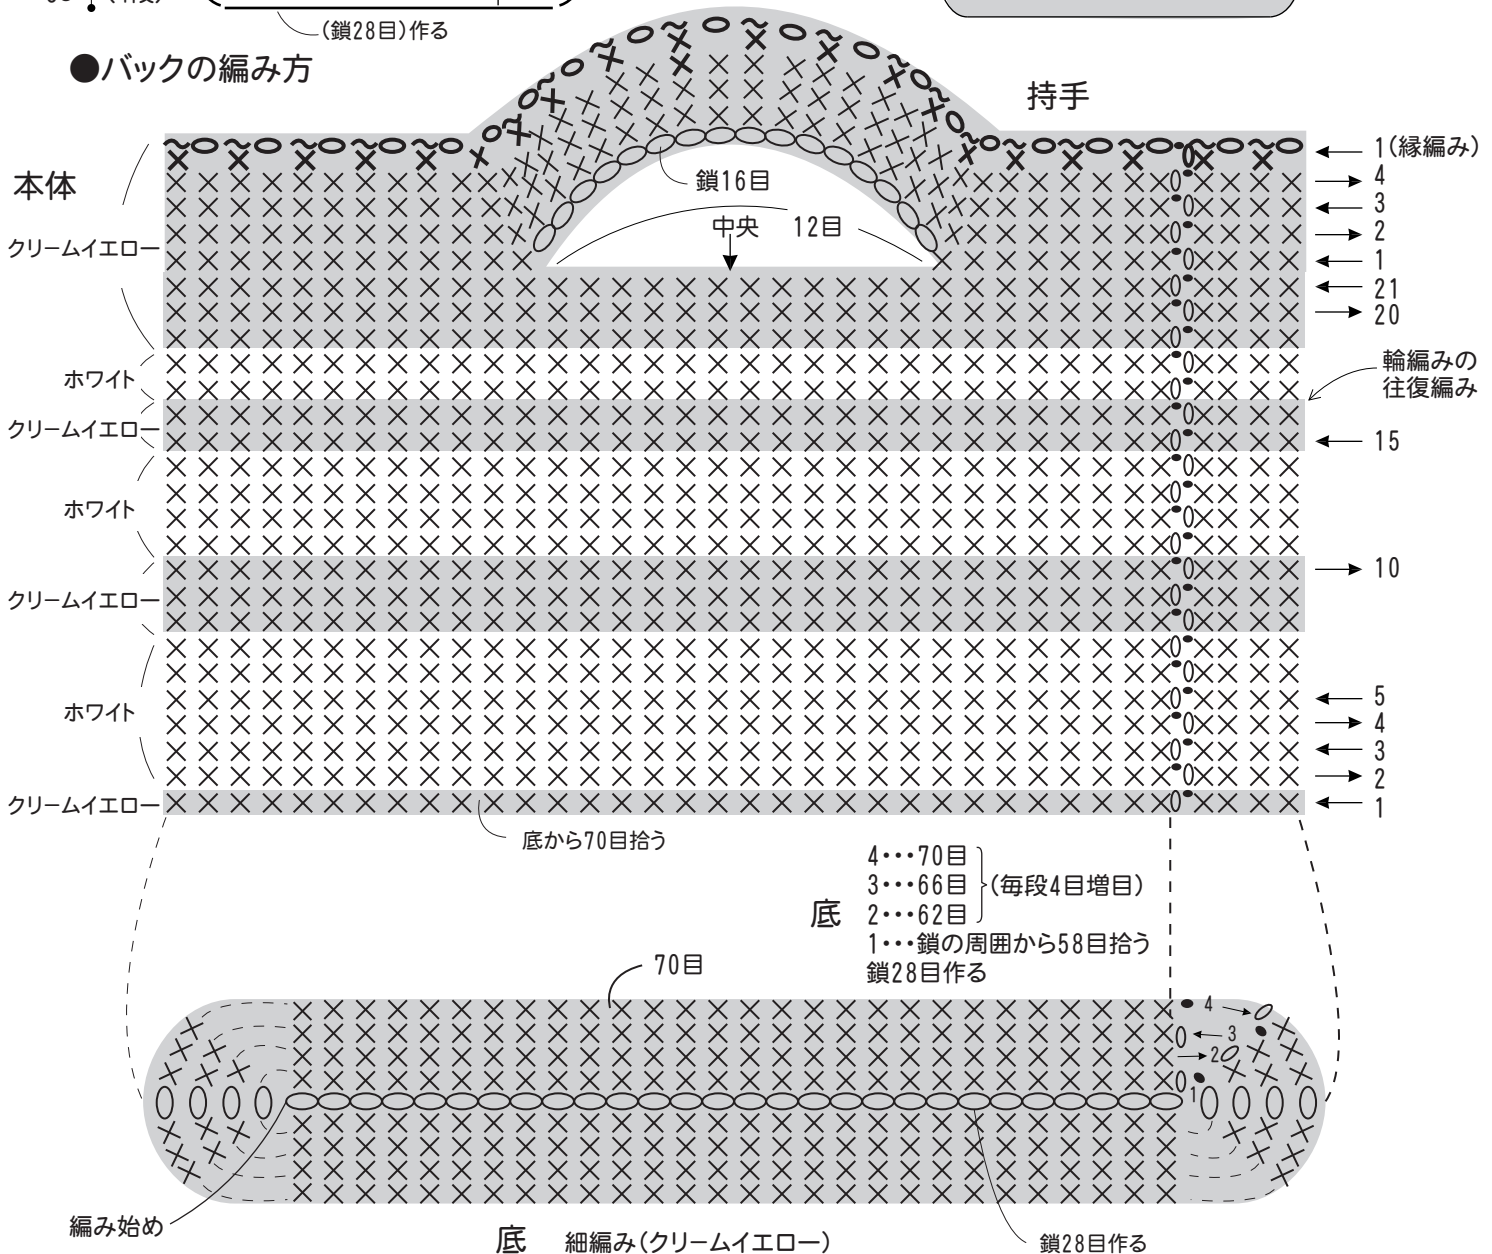 (鎖28目)作る
●バックの編み方
持手
1(縁編み)
本体
4
鎖16目
3
中央 12目
2
クリームイエロー
1
21
20
ホワイト
輪編みの
往復編み
クリームイエロー
15
ホワイト
10
クリームイエロー
5
ホワイト
4
3
2
クリームイエロー
1
底から70目拾う
4・・・70目
3・・・66目
(毎段4目増目)
底
2・・・62目
1・・・鎖の周囲から58目拾う
鎖28目作る
70目
4
3
2
1
編み始め
底 細編み(クリームイエロー)
鎖28目作る